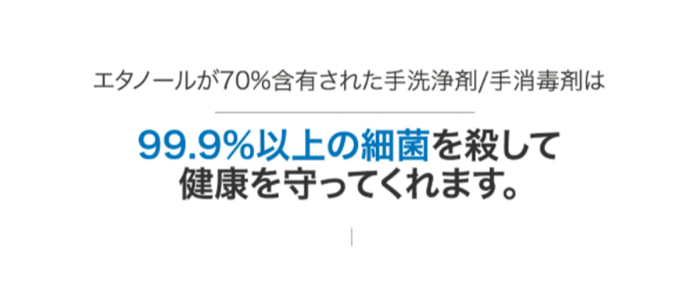 エタノールが70%含有された手洗浄剤/手消毒剤は
99.9%以上の細菌を殺して
健康を守ってくれます。